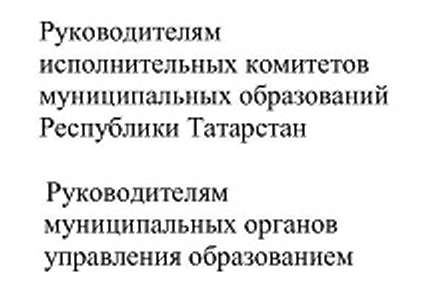 Руководителям
исполнительных комитетов
муниципальных образований
Республики Татарстан
Руководителям
муниципальных органов
управления образованием